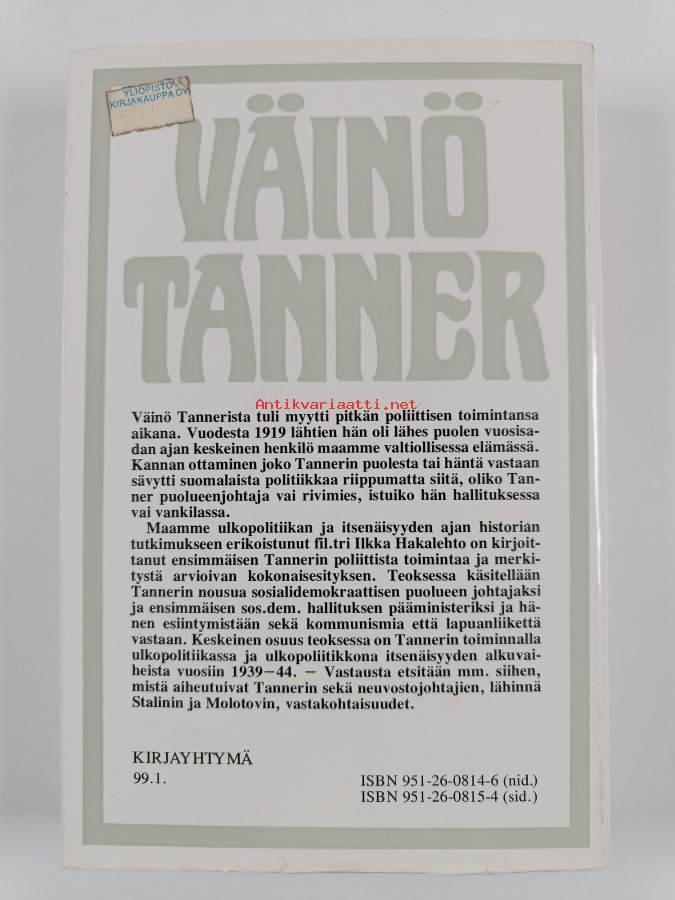 YLIOPISTO
KIRJAKAUPPA OY
VÄINÖ
TANNER
Antikvariaatti.net
Väinö Tannerista tuli myytti pitkän poliittisen toimintansa
aikana. Vuodesta 1919 lähtien hän oli lähes puolen vuosisa-
dan ajan keskeinen henkilö maamme valtiollisessa elämässä.
Kannan ottaminen joko Tannerin puolesta tai häntä vastaan
sävytti suomalaista politiikkaa riippumatta siitä, oliko Tan-
ner puolueenjohtaja vai rivimies, istuiko hän hallituksessa
vai vankilassa.
Maamme ulkopolitiikan ja itsenäisyyden ajan historian
tutkimukseen erikoistunut fil.tri Ilkka Hakalehto on kirjoit-
tanut ensimmäisen Tannerin poliittista toimintaa ja merki-
tystä arvioivan kokonaisesityksen. Teoksessa käsitellään
Tannerin nousua sosialidemokraattisen puolueen johtajaksi
ja ensimmäisen sos.dem. hallituksen pääministeriksi ja hä-
nen esiintymistään sekä kommunismia että lapuanliikettä
vastaan. Keskeinen osuus teoksessa on Tannerin toiminnalla
ulkopolitiikassa ja ulkopoliitikkona itsenäisyyden alkuvai-
heista vuosiin 1939–44. – Vastausta etsitään mm. siihen,
mistä aiheutuivat Tannerin sekä neuvostojohtajien, lähinnä
Stalinin ja Molotovin, vastakohtaisuudet.
KIRJAYHTYMÄ
99.1.
ISBN 951-26-0814-6 (nid.)
ISBN 951-26-0815-4 (sid.)